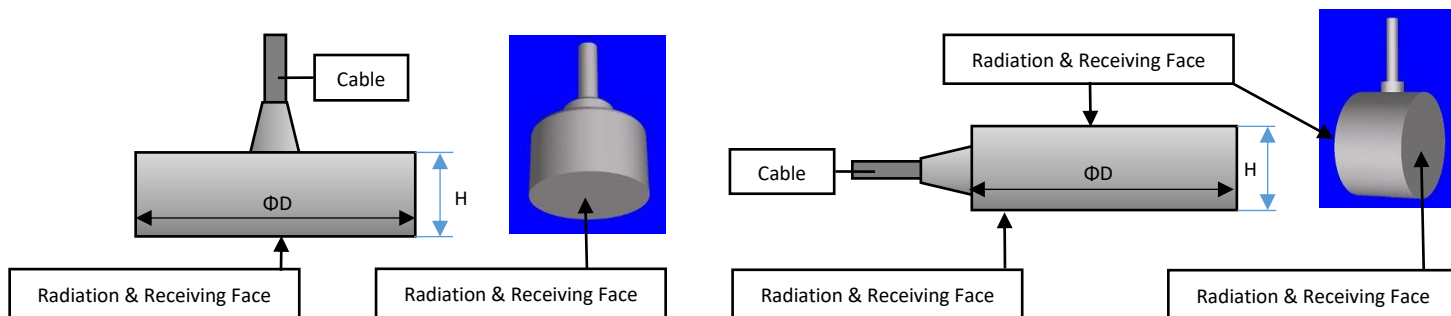 Cable
ΦD
H
Radiation & Receiving Face
Radiation & Receiving Face
Radiation & Receiving Face
Cable
ΦD
H
Radiation & Receiving Face
Radiation & Receiving Face